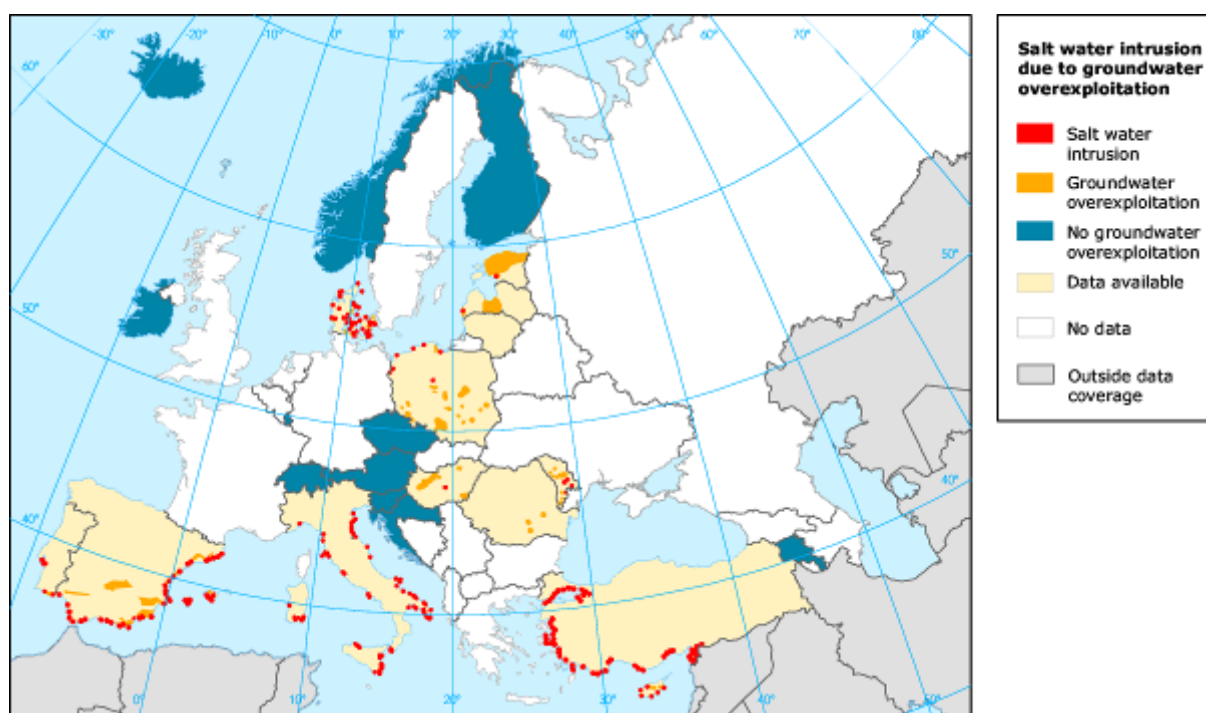 -30°
-20°
-10°
0°
10°
20°
30°
60°
70°
80°
60°
50°
50°
40°
40°
0°
10°
20°
30°
40°
50°
Salt water intrusion
due to groundwater
overexploitation
Salt water
intrusion
Groundwater
overexploitation
No groundwater
overexploitation
Data available
No data
Outside data
coverage